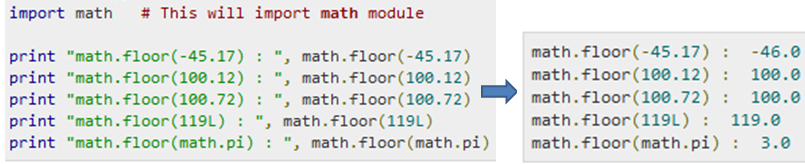 import math   # This will import math module
print "math.floor(-45.17) : ", math.floor(-45.17)
print "math.floor(100.12) : ", math.floor(100.12)
print "math.floor(100.72) : ", math.floor(100.72)
print "math.floor(119L) : ", math.floor(119L)
print "math.floor(math.pi) : ", math.floor(math.pi)
math.floor(-45.17) :  -46.0
math.floor(100.12) :  100.0
math.floor(100.72) :  100.0
math.floor(119L) :  119.0
math.floor(math.pi) :  3.0